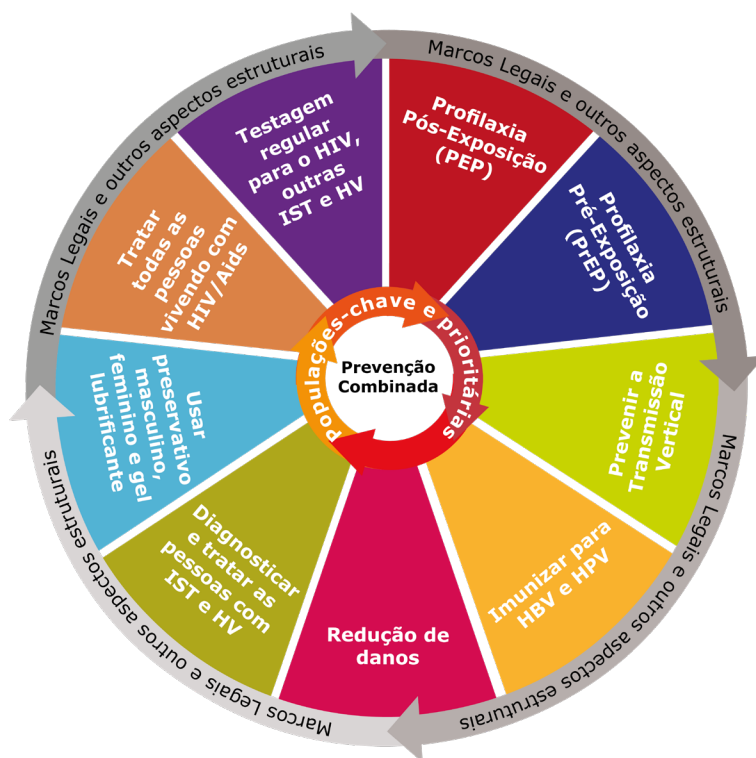 Marcos Legais e outros aspectos estruturais
Marcos Legais e outros aspectos estruturais
Testagem
regular
para o HIV,
outras
IST e HV
Profilaxia
Pós-Exposição
(PEP)
Profilaxia
Pré-Exposição
(PrEP)
Tratar
todas as
pessoas
vivendo com
HIV/Aids
Populações-chave e prioritárias
Prevenção
Combinada
Usar
preservativo
masculino,
feminino e gel
lubrificante
Prevenir a
Transmissão
Vertical
Diagnosticar
e tratar as
pessoas com
IST e HV
Imunizar para
HBV e HPV
Redução de
danos
Marcos Legais e outros aspectos estruturais
Marcos Legais e outros aspectos estruturais